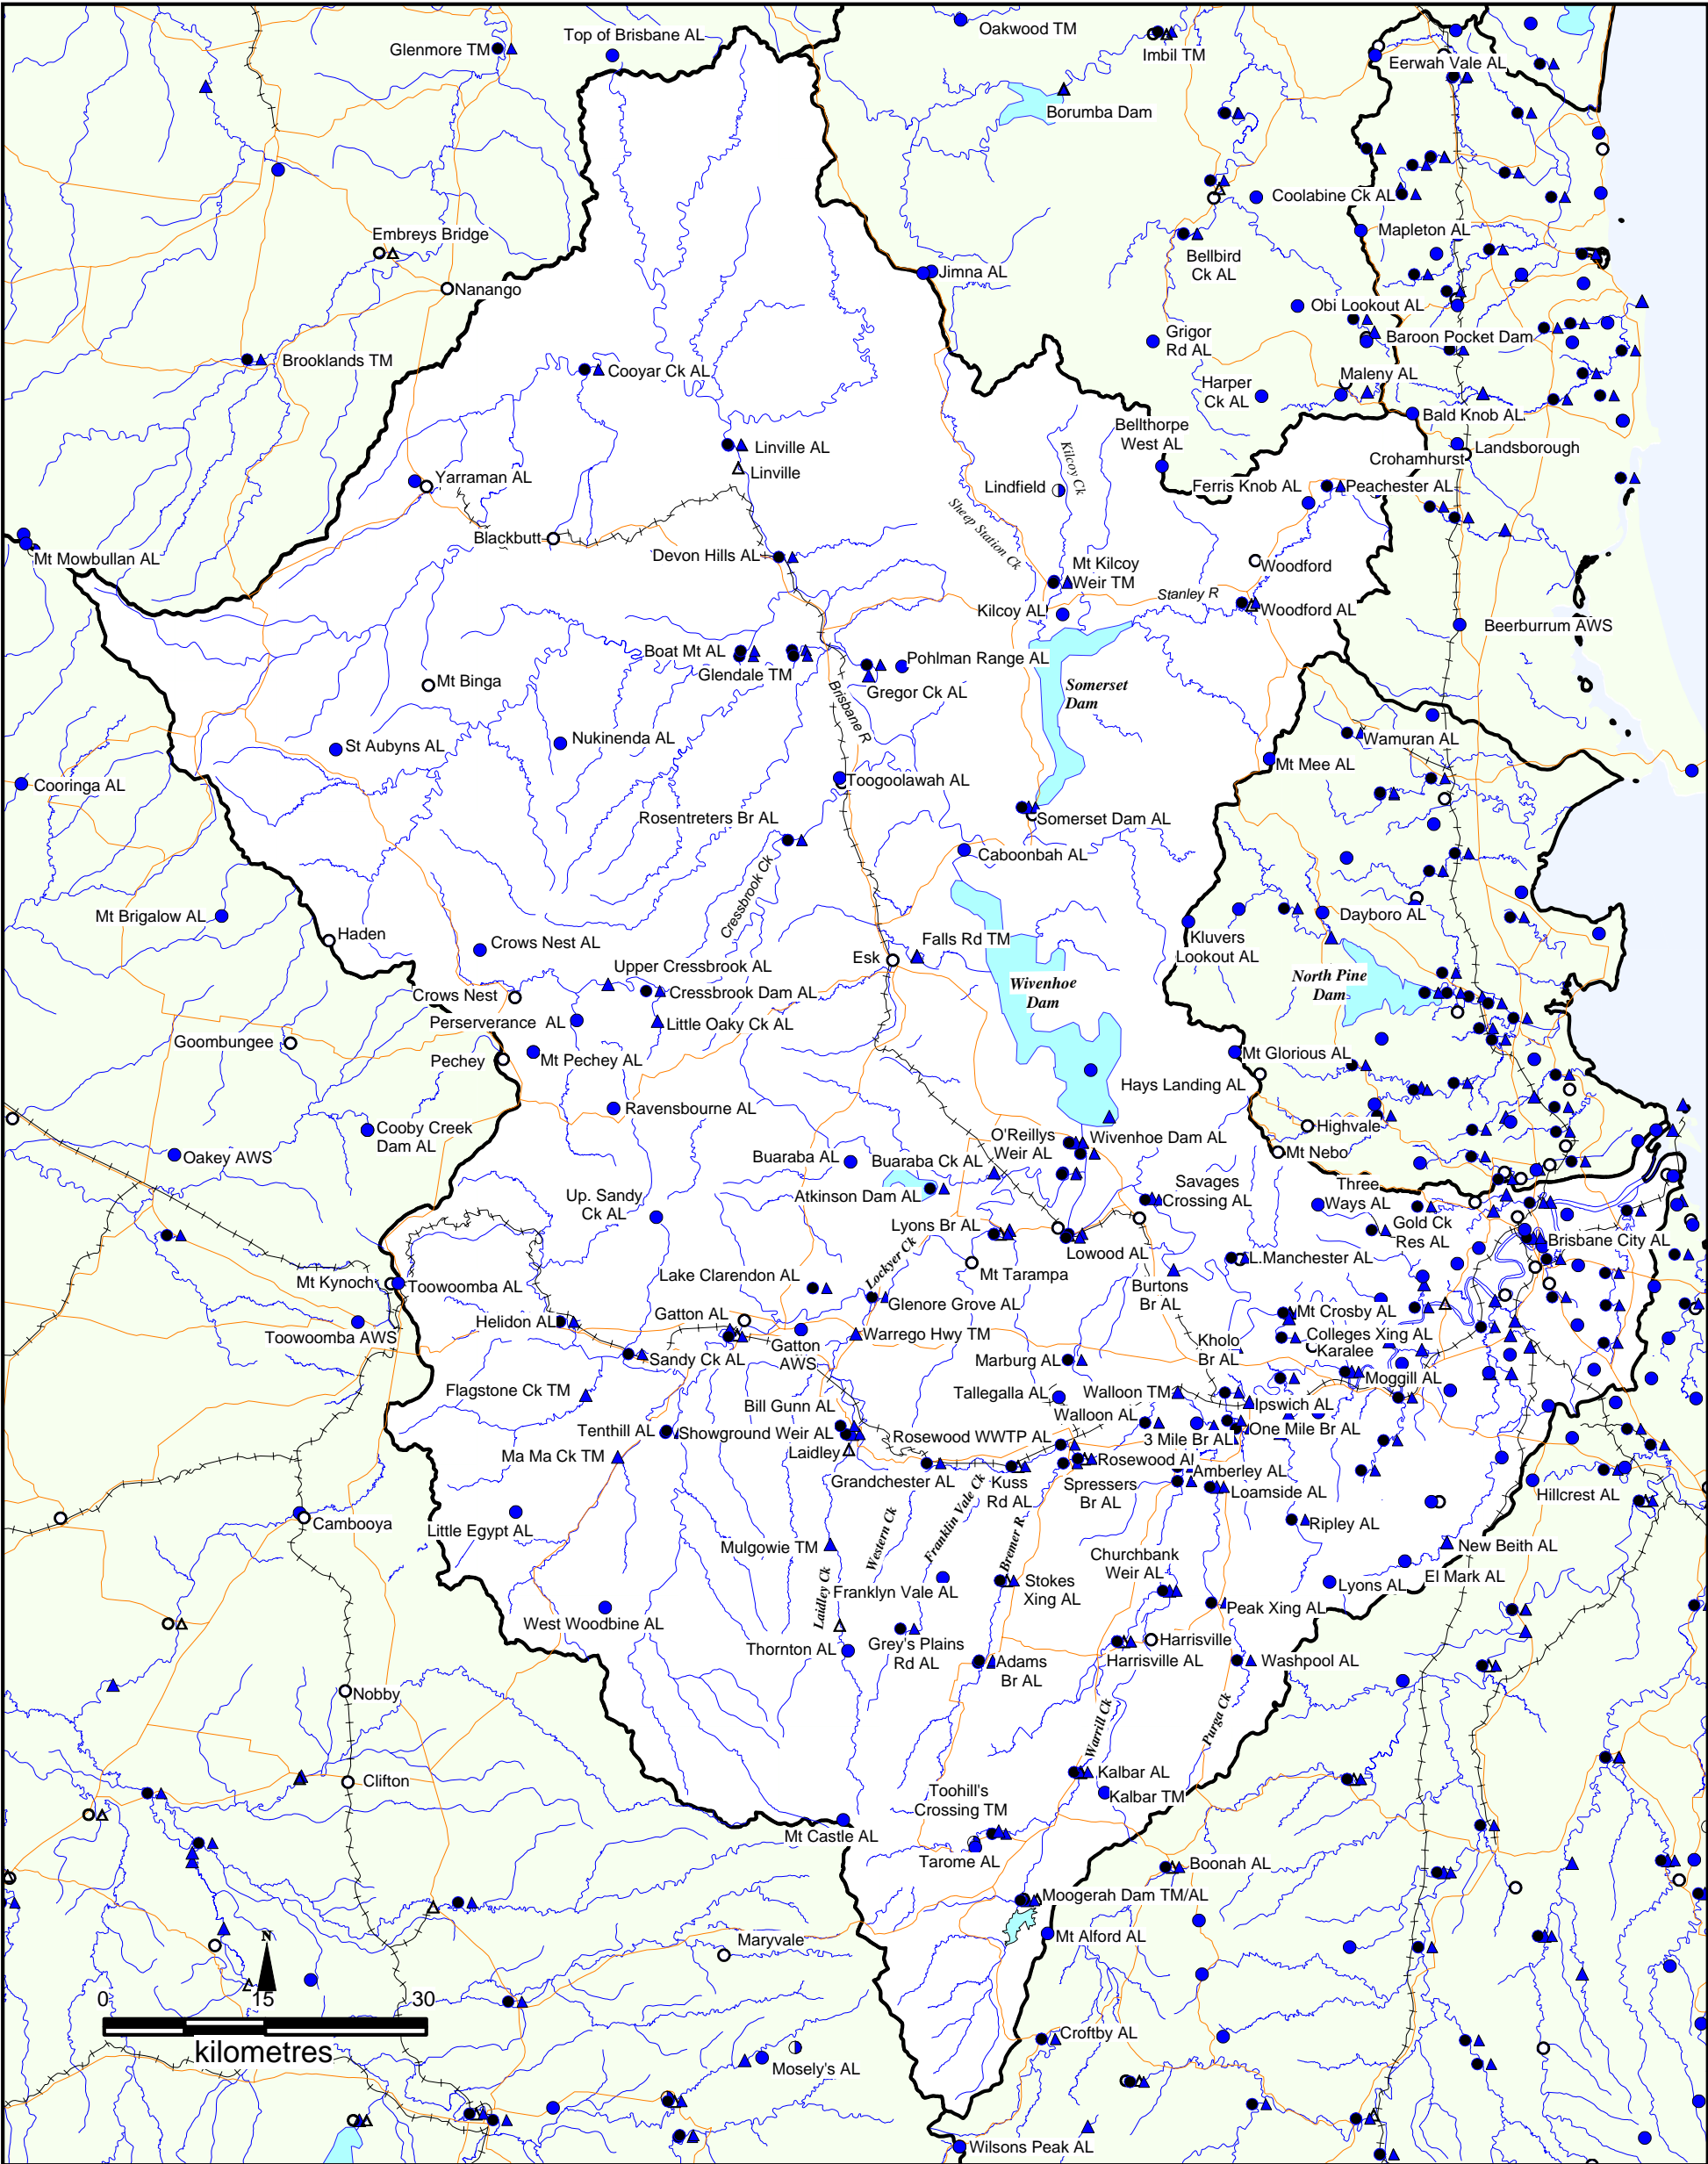 Oakwood TM
Top of Brisbane AL
Glenmore TM
Imbil TM
Eerwah Vale AL
Borumba Dam
Coolabine Ck AL
Embreys Bridge
Mapleton AL
Bellbird
Ck AL
Jimna AL
Nanango
Obi Lookout AL
Grigor
Rd AL
Baroon Pocket Dam
Brooklands TM
Cooyar Ck AL
Maleny AL
Harper
Ck AL
Bald Knob AL
Bellthorpe
West AL
Linville AL
Landsborough
Crohamhurst
Kilcoy Ck
Linville
Yarraman AL
Lindfield
Ferris Knob AL
Peachester AL
Sheep Station Ck
Blackbutt
Devon Hills AL
Mt Mowbullan AL
Mt Kilcoy
Weir TM
Woodford
Stanley R
Kilcoy AL
Woodford AL
Beerburrum AWS
Boat Mt AL
Pohlman Range AL
Glendale TM
Gregor Ck AL
Mt Binga
Somerset
Dam
Brisbane R
Wamuran AL
St Aubyns AL
Nukinenda AL
Mt Mee AL
Cooringa AL
Toogoolawah AL
Rosentreters Br AL
Somerset Dam AL
Caboonbah AL
Cressbrook Ck
Mt Brigalow AL
Dayboro AL
Haden
Crows Nest AL
Falls Rd TM
Kluvers
Lookout AL
Esk
Upper Cressbrook AL
North Pine
Dam
Wivenhoe
Dam
Crows Nest
Cressbrook Dam AL
Perserverance AL
Little Oaky Ck AL
Goombungee
Pechey
Mt Pechey AL
Mt Glorious AL
Hays Landing AL
Ravensbourne AL
Cooby Creek
Dam AL
Highvale
O'Reillys
Weir AL
Wivenhoe Dam AL
Oakey AWS
Buaraba AL
Buaraba Ck AL
Mt Nebo
Atkinson Dam AL
Savages
Crossing AL
Three
Ways AL
Up. Sandy
Ck AL
Lyons Br AL
Gold Ck
Res AL
Lowood AL
Brisbane City AL
Lockyer Ck
L.Manchester AL
Mt Kynoch
Toowoomba AL
Lake Clarendon AL
Mt Tarampa
Burtons
Br AL
Glenore Grove AL
Helidon AL
Gatton AL
Mt Crosby AL
Toowoomba AWS
Gatton
AWS
Warrego Hwy TM
Colleges Xing AL
Kholo
Br AL
Karalee
Sandy Ck AL
Marburg AL
Moggill AL
Flagstone Ck TM
Tallegalla AL
Walloon TM
Bill Gunn AL
Ipswich AL
Walloon AL
Tenthill AL
Showground Weir AL
3 Mile Br AL
One Mile Br AL
Rosewood WWTP AL
Laidley
Ma Ma Ck TM
Rosewood Al
Grandchester AL
Kuss
Rd AL
Spressers
Br AL
Amberley AL
Loamside AL
Hillcrest AL
Cambooya
Little Egypt AL
Ripley AL
Western Ck
Franklin Vale Ck
Bremer R
Mulgowie TM
New Beith AL
Churchbank
Weir AL
El Mark AL
Franklyn Vale AL
Stokes
Xing AL
Lyons AL
Laidley Ck
Peak Xing AL
West Woodbine AL
Thornton AL
Grey's Plains
Rd AL
Harrisville
Harrisville AL
Adams
Br AL
Washpool AL
Nobby
Warrill Ck
Purga Ck
Kalbar AL
Clifton
Kalbar TM
Toohill's
Crossing TM
Mt Castle AL
Tarome AL
Boonah AL
Moogerah Dam TM/AL
Mt Alford AL
Maryvale
N
0 15 30
kilometres
Croftby AL
Mosely's AL
Wilsons Peak AL